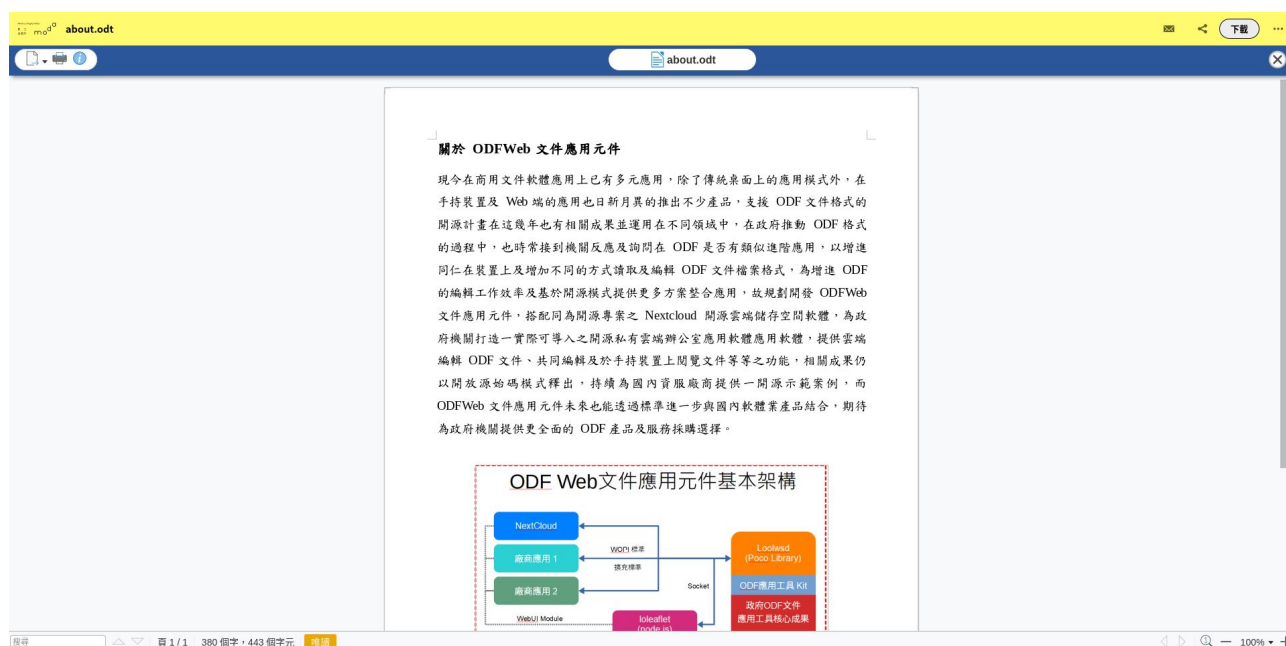 moda about.odt 下載
about.odt
關於 ODFWeb 文件應用元件
現今在商用文件軟體應用上已有多元應用，除了傳統桌面上的應用模式外，在
手持裝置及 Web 端的應用也日新月異的推出不少產品，支援 ODF 文件格式的
開源計畫在這幾年也有相關成果並運用在不同領域中，在政府推動 ODF 格式
的過程中，也時常接到機關反應及詢問在 ODF 是否有類似進階應用，以增進
同仁在裝置上及增加不同的方式讀取及編輯 ODF 文件檔案格式，為增進 ODF
的編輯工作效率及基於開源模式提供更多方案整合應用，故規劃開發 ODFWeb
文件應用元件，搭配同為開源專案之 Nextcloud 開源雲端儲存空間軟體，為政
府機關打造一實際可導入之開源私有雲端辦公室應用軟體應用軟體，提供雲端
編輯 ODF 文件、共同編輯及於手持裝置上閱覽文件等等之功能，相關成果仍
以開放源始碼模式釋出，持續為國內資服廠商提供一開源示範案例，而
ODFWeb 文件應用元件未來也能透過標準進一步與國內軟體業產品結合，期待
為政府機關提供更全面的 ODF 產品及服務採購選擇。
ODF Web文件應用元件基本架構
NextCloud
WOPI 標準
擴充標準
廠商應用 1
Loolwsd
(Poco Library)
廠商應用 2
Socket
ODF應用工具 Kit
政府ODF文件
應用工具核心成果
WebUI Module
loleaflet
(node.js)
搜尋 頁 1 / 1 380 個字，443 個字元 唯讀 100%